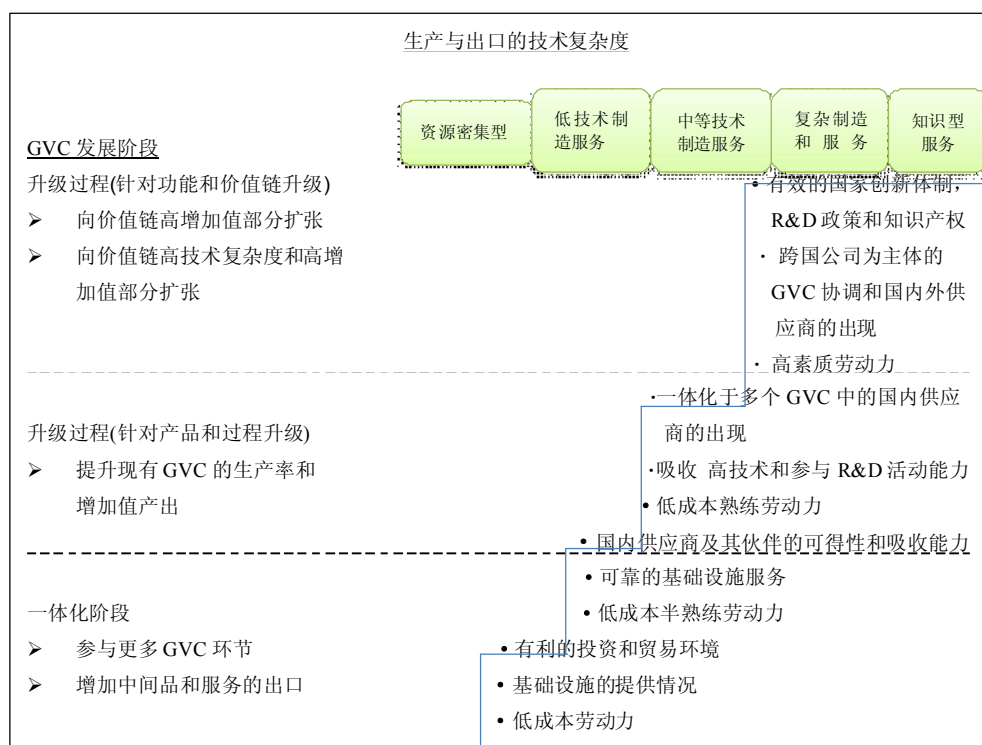 生产与出口的技术复杂度
资源密集型
低技术制
造服务
中等技术
制造服务
复杂制造
和服务
知识型
服务
GVC 发展阶段
升级过程(针对功能和价值链升级)
➢ 向价值链高增加值部分扩张
➢ 向价值链高技术复杂度和高增
加值部分扩张
• 有效的国家创新体制,
R&D 政策和知识产权
· 跨国公司为主体的
GVC 协调和国内外供
应商的出现
· 高素质劳动力
升级过程(针对产品和过程升级)
➢ 提升现有 GVC 的生产率和
增加值产出
·一体化于多个 GVC 中的国内供应
商的出现
·吸收 高技术和参与 R&D 活动能力
• 低成本熟练劳动力
• 国内供应商及其伙伴的可得性和吸收能力
• 可靠的基础设施服务
• 低成本半熟练劳动力
一体化阶段
➢ 参与更多 GVC 环节
➢ 增加中间品和服务的出口
• 有利的投资和贸易环境
• 基础设施的提供情况
• 低成本劳动力